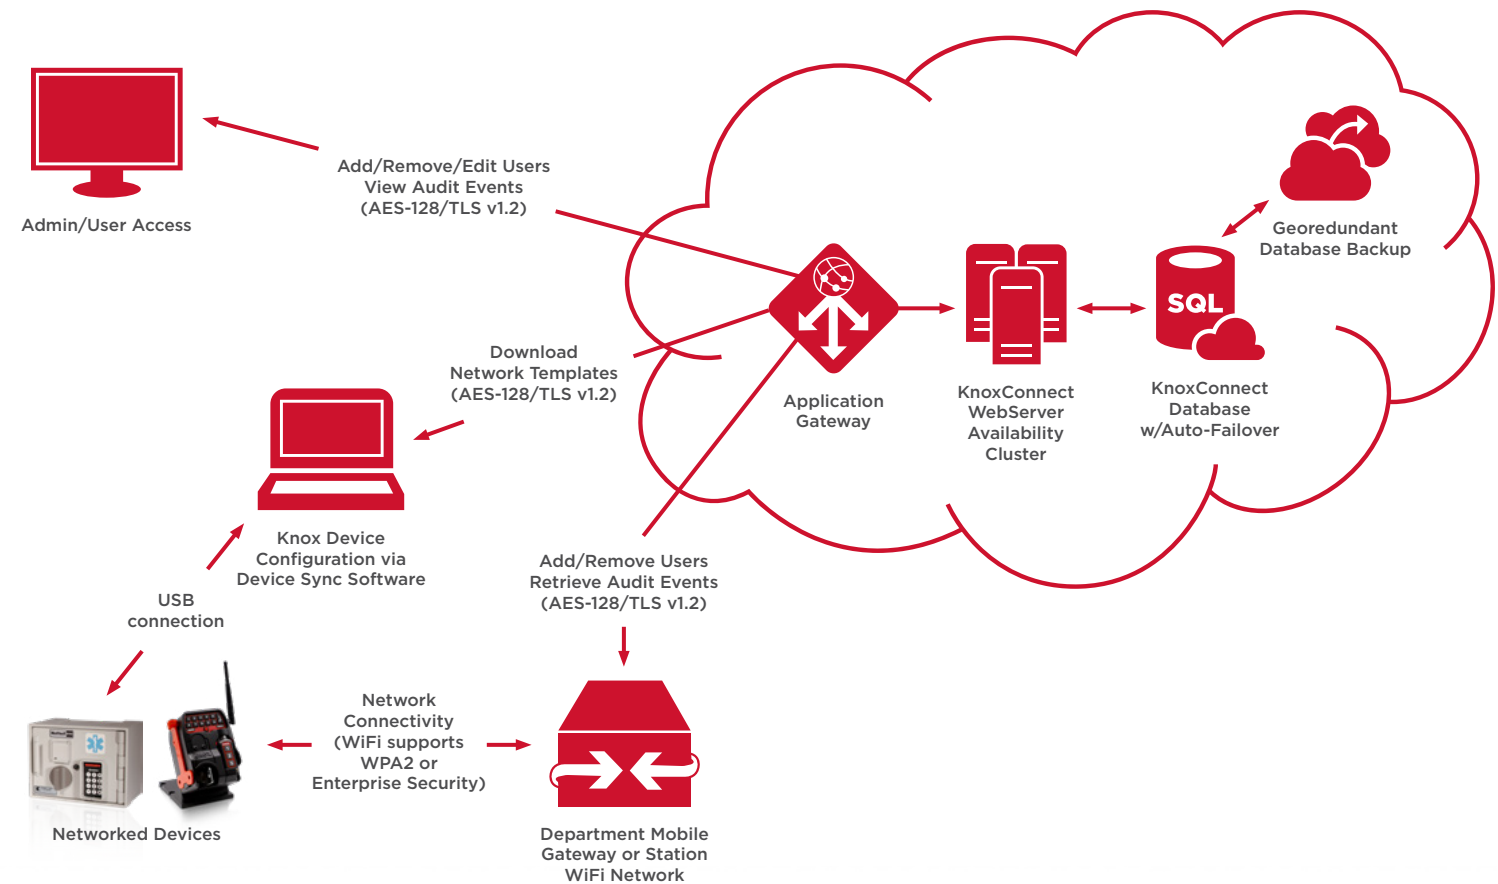 Admin/User Access
Add/Remove/Edit Users
View Audit Events
(AES-128/TLS v1.2)
Georedundant
Database Backup
SQL
Download
Network Templates
(AES-128/TLS v1.2)
Application
Gateway
KnoxConnect
WebServer
Availability
Cluster
KnoxConnect
Database
w/Auto-Failover
Knox Device
Configuration via
Device Sync Software
Add/Remove Users
Retrieve Audit Events
(AES-128/TLS v1.2)
USB
connection
Network
Connectivity
(WiFi supports
WPA2 or
Enterprise Security)
Networked Devices
Department Mobile
Gateway or Station
WiFi Network